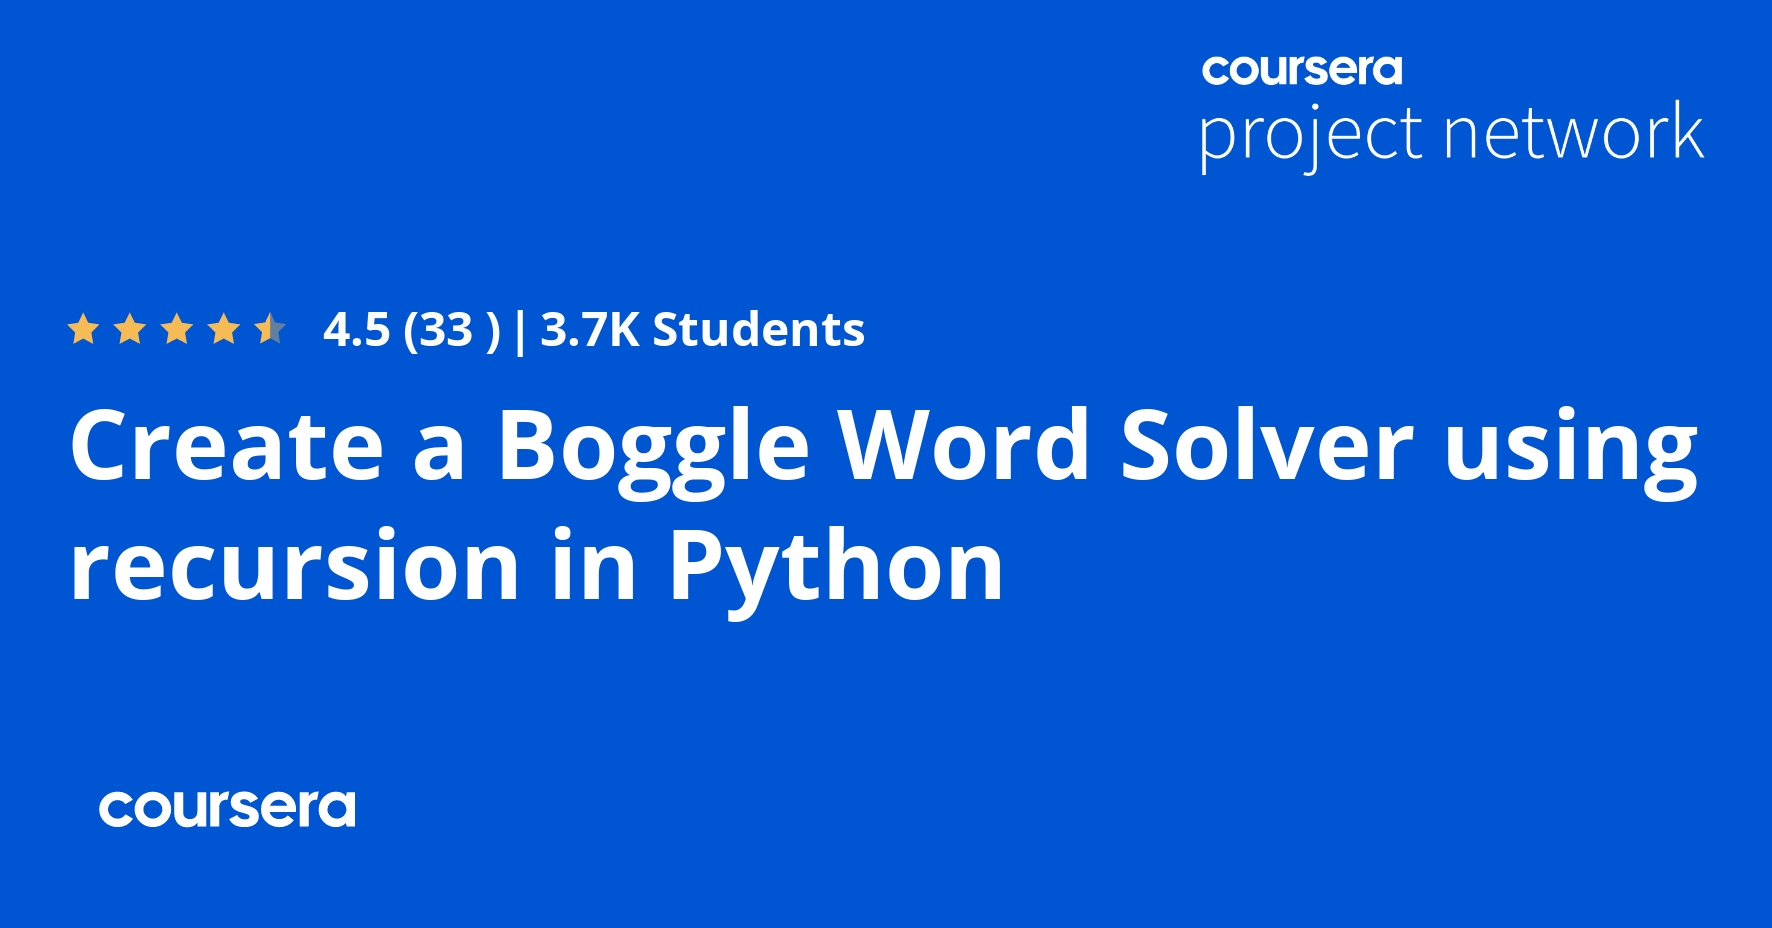 coursera
project network
4.5 (33 ) | 3.7K Students
Create a Boggle Word Solver using
recursion in Python
coursera